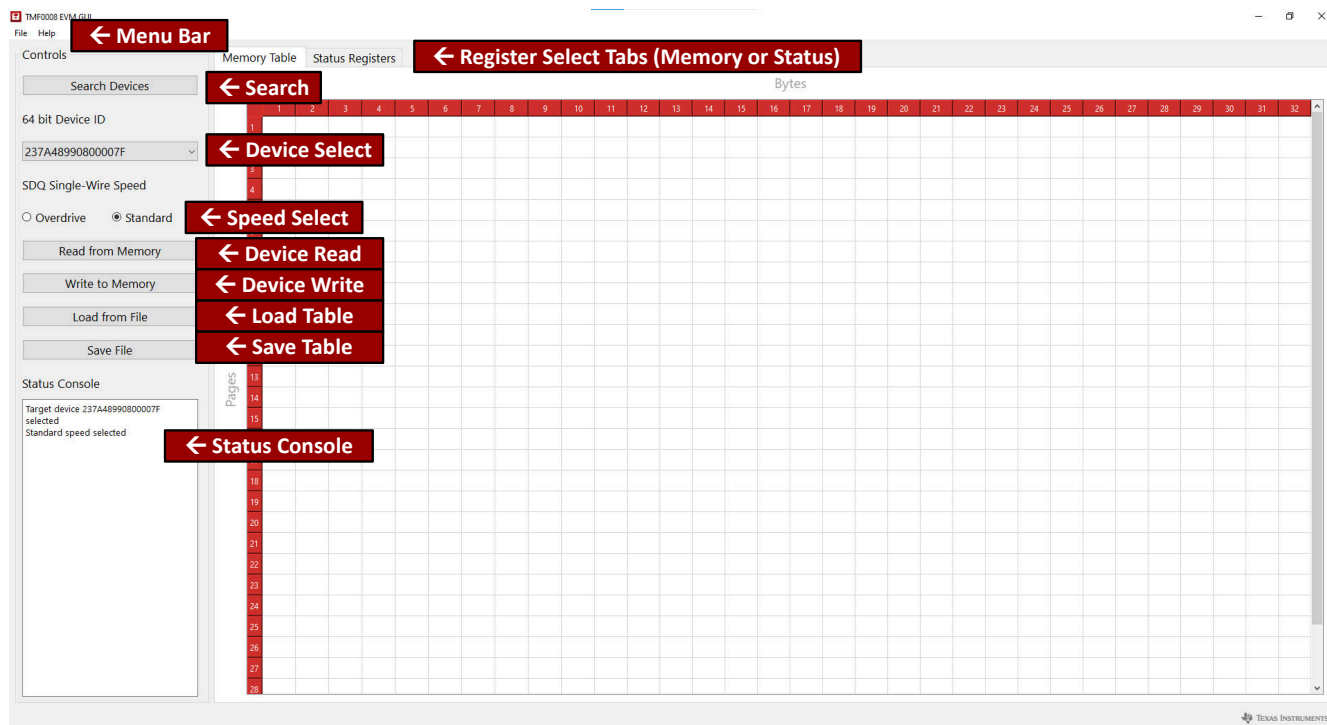 TMF0008 EVM GUI
File Help
← Menu Bar
Controls
Memory Table Status Registers
← Register Select Tabs (Memory or Status)
Search Devices
← Search
Bytes
1 2 3 4 5 6 7 8 9 10 11 12 13 14 15 16 17 18 19 20 21 22 23 24 25 26 27 28 29 30 31 32
64 bit Device ID
1
237A48990800007F
← Device Select
3
SDQ Single-Wire Speed
4
Overdrive Standard
← Speed Select
Read from Memory
← Device Read
Write to Memory
← Device Write
Load from File
← Load Table
Save File
← Save Table
Status Console
Pages
13
14
15
Target device 237A48990800007F
selected
Standard speed selected
← Status Console
18
19
20
21
22
23
24
25
26
27
28
TEXAS INSTRUMENTS